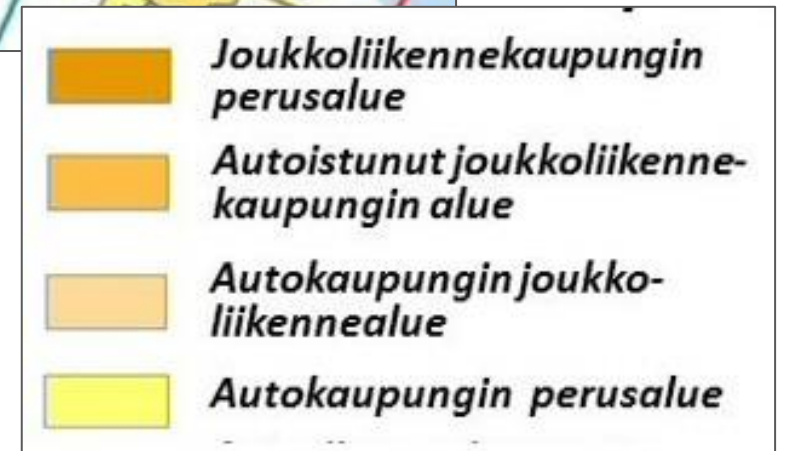 Joukkoliikennekaupungin
perusalue
Autoistunut joukkoliikenne-
kaupungin alue
Autokaupungin joukko-
liikennealue
Autokaupungin perusalue